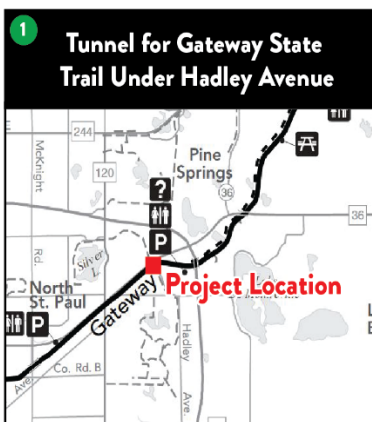 1
Tunnel for Gateway State
Trail Under Hadley Avenue
244
McKnight
120
Pine
Springs
36
?
36
P
Silver
L.
Rd.
North
St. Paul
Gateway
Project Location
P
Hadley
Ave.
Co. Rd. B
Ave.
L